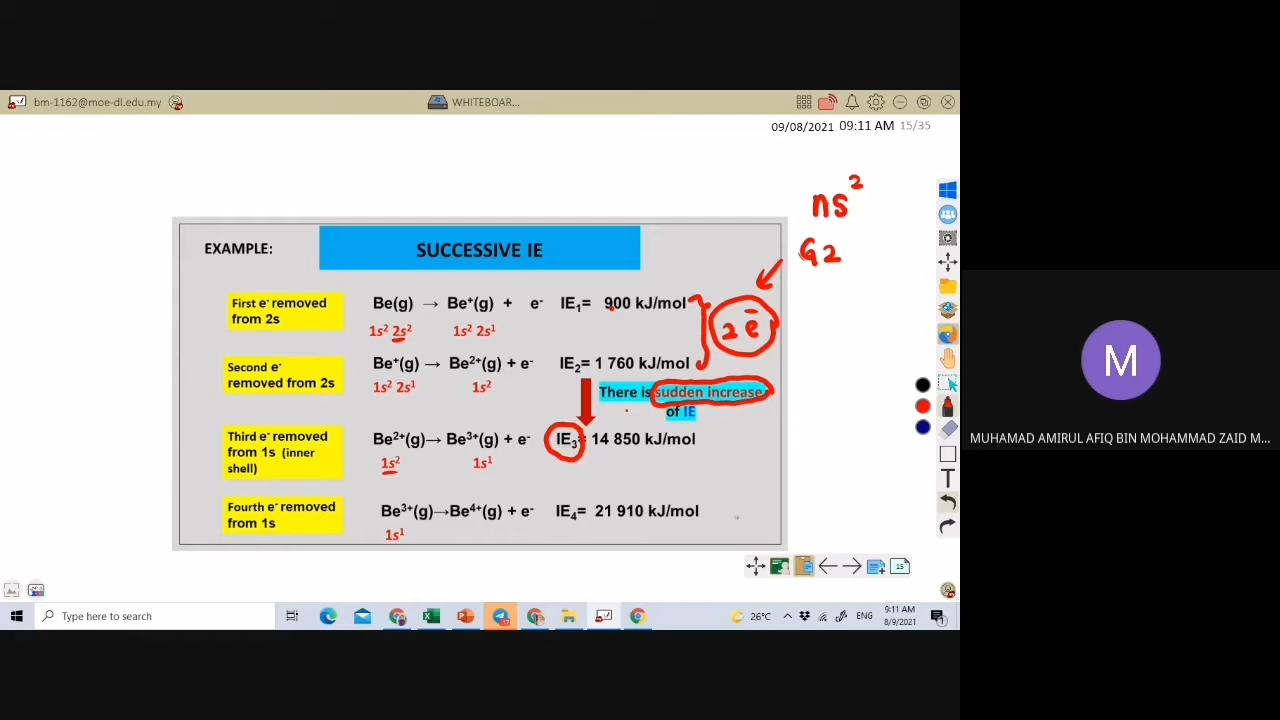 bm-1162@moe-dl.edu.my
WHITEBOAR...
09/08/2021 09:11 AM 15/35
ns²
G2
EXAMPLE:
SUCCESSIVE IE
First e⁻ removed
from 2s
Be(g) → Be⁺(g) + e⁻ IE₁= 900 kJ/mol
1s² 2s² 1s² 2s¹
2 e̅
Second e⁻
removed from 2s
Be⁺(g) → Be²⁺(g) + e⁻ IE₂= 1 760 kJ/mol
1s² 2s¹ 1s²
There is sudden increase
of IE
Third e⁻ removed
from 1s (inner
shell)
Be²⁺(g)→ Be³⁺(g) + e⁻ IE₃= 14 850 kJ/mol
1s² 1s¹
Fourth e⁻ removed
from 1s
Be³⁺(g)→Be⁴⁺(g) + e⁻ IE₄= 21 910 kJ/mol
1s¹
M
MUHAMAD AMIRUL AFIQ BIN MOHAMMAD ZAID M...
T
15
Type here to search
26°C
ENG
9:11 AM
8/9/2021